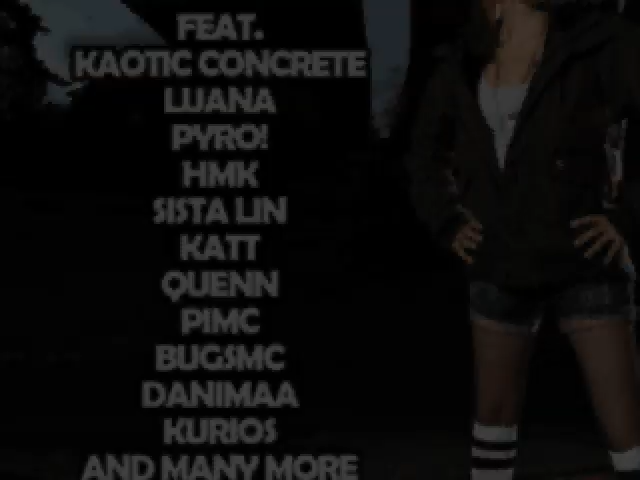 FEAT.
KAOTIC CONCRETE
LUANA
PYRO!
HMK
SISTA LIN
KATT
QUENN
PIMC
BUGSMC
DANIMAA
KURIOS
AND MANY MORE